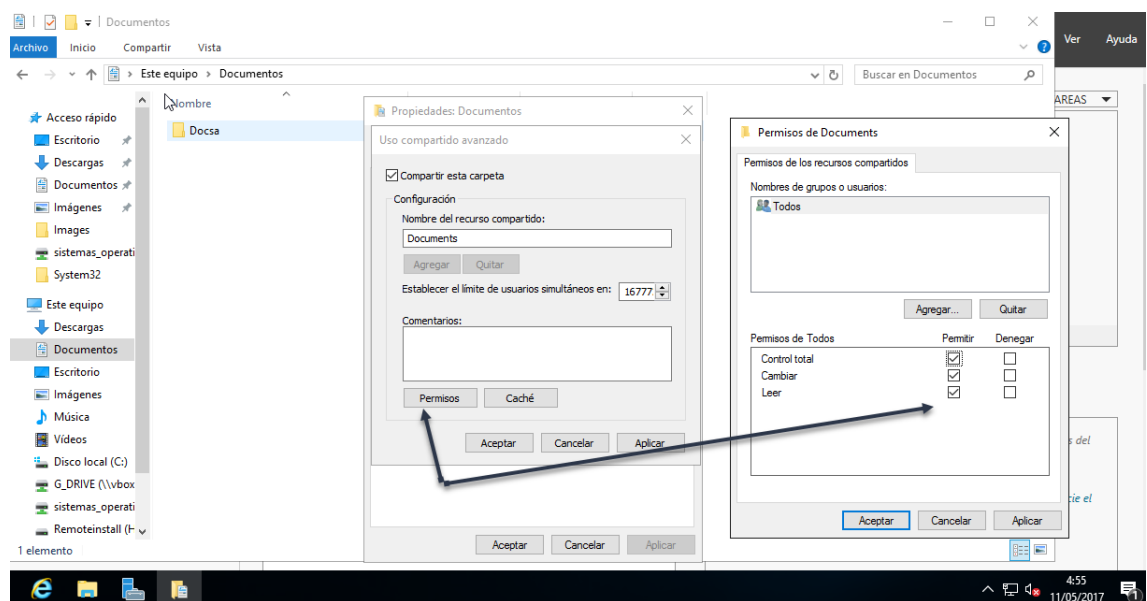 Documentos
Archivo Inicio Compartir Vista
Ver Ayuda
Este equipo > Documentos
Buscar en Documentos
AREAS
Nombre
Docsa
Acceso rápido
Escritorio
Descargas
Documentos
Imágenes
Images
sistemas_operati
System32
Este equipo
Descargas
Documentos
Escritorio
Imágenes
Música
Vídeos
Disco local (C:)
G_DRIVE (\\vbox
sistemas_operati
Remoteinstall (H
1 elemento
Propiedades: Documentos
Uso compartido avanzado
Compartir esta carpeta
Configuración
Nombre del recurso compartido:
Documents
Agregar Quitar
Establecer el límite de usuarios simultáneos en: 16777
Comentarios:
Permisos Caché
Aceptar Cancelar Aplicar
Aceptar Cancelar Aplicar
Permisos de Documents
Permisos de los recursos compartidos
Nombres de grupos o usuarios:
Todos
Agregar... Quitar
Permisos de Todos Permitir Denegar
Control total
Cambiar
Leer
Aceptar Cancelar Aplicar
s del
cie el
4:55
11/05/2017